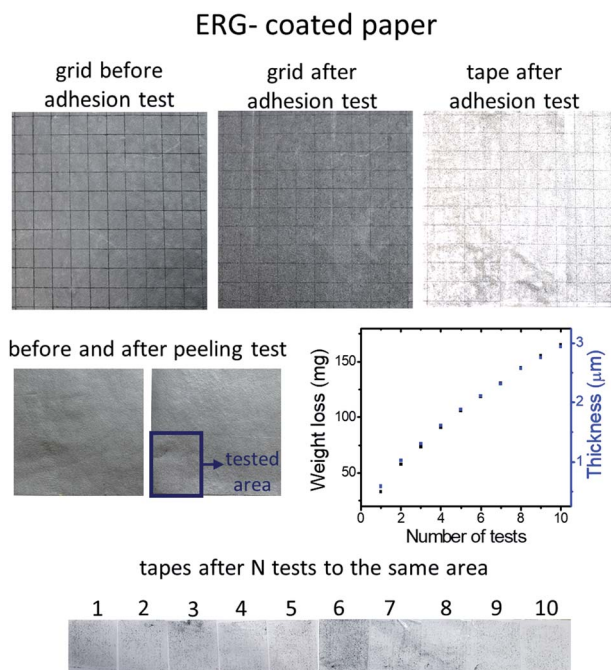 ERG- coated paper
grid before
adhesion test
grid after
adhesion test
tape after
adhesion test
before and after peeling test
tested
area
Weight loss (mg)
150
100
50
0
2
4
6
8
10
Number of tests
3
2
1
Thickness (μm)
tapes after N tests to the same area
1 2 3 4 5 6 7 8 9 10